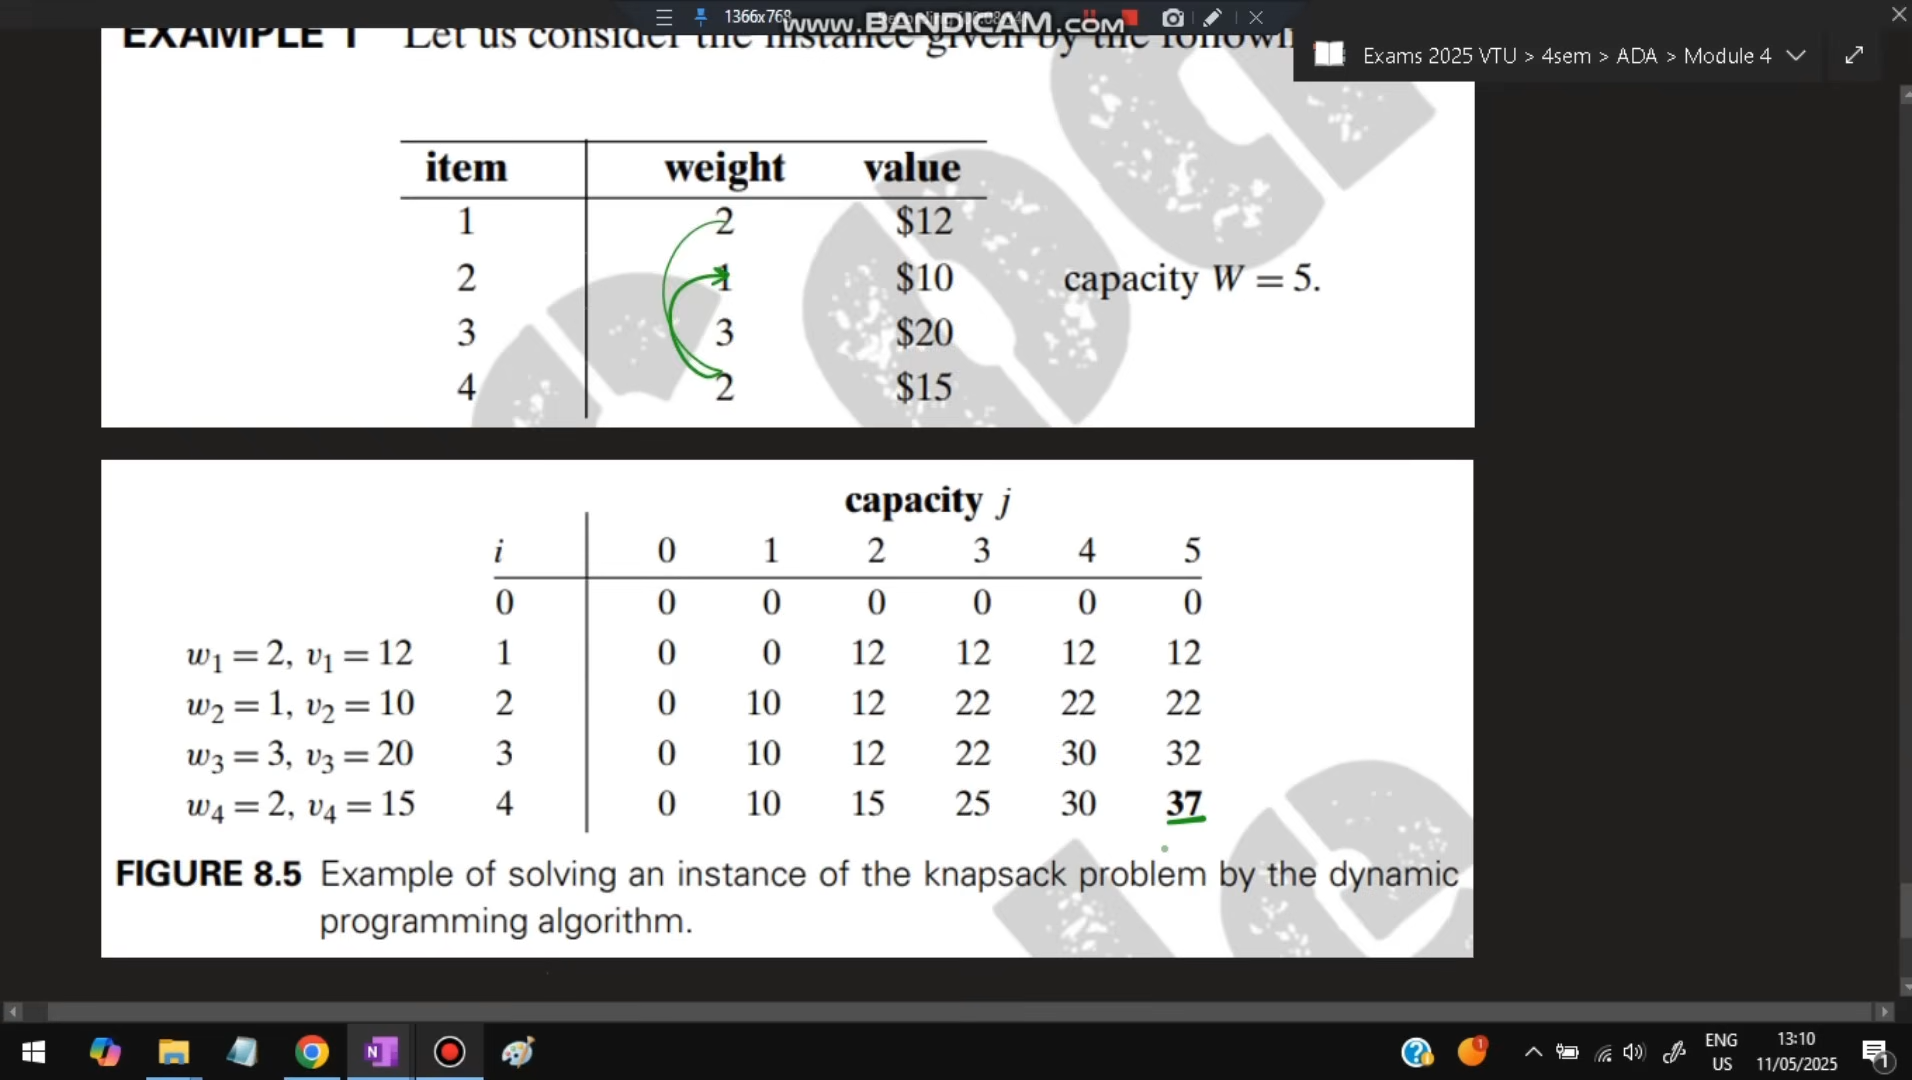 1366x768
www.BANDICAM.com
EXAMPLE 1 Let us consider the instance given by the
Exams 2025 VTU > 4sem > ADA > Module 4
item weight value
1 2 $12
2 1 $10
3 3 $20
4 2 $15
capacity W = 5.
capacity j
i 0 1 2 3 4 5
0 0 0 0 0 0 0
w1 = 2, v1 = 12 1 0 0 12 12 12 12
w2 = 1, v2 = 10 2 0 10 12 22 22 22
w3 = 3, v3 = 20 3 0 10 12 22 30 32
w4 = 2, v4 = 15 4 0 10 15 25 30 37
FIGURE 8.5 Example of solving an instance of the knapsack problem by the dynamic
programming algorithm.
N
1
ENG
US
13:10
11/05/2025
1